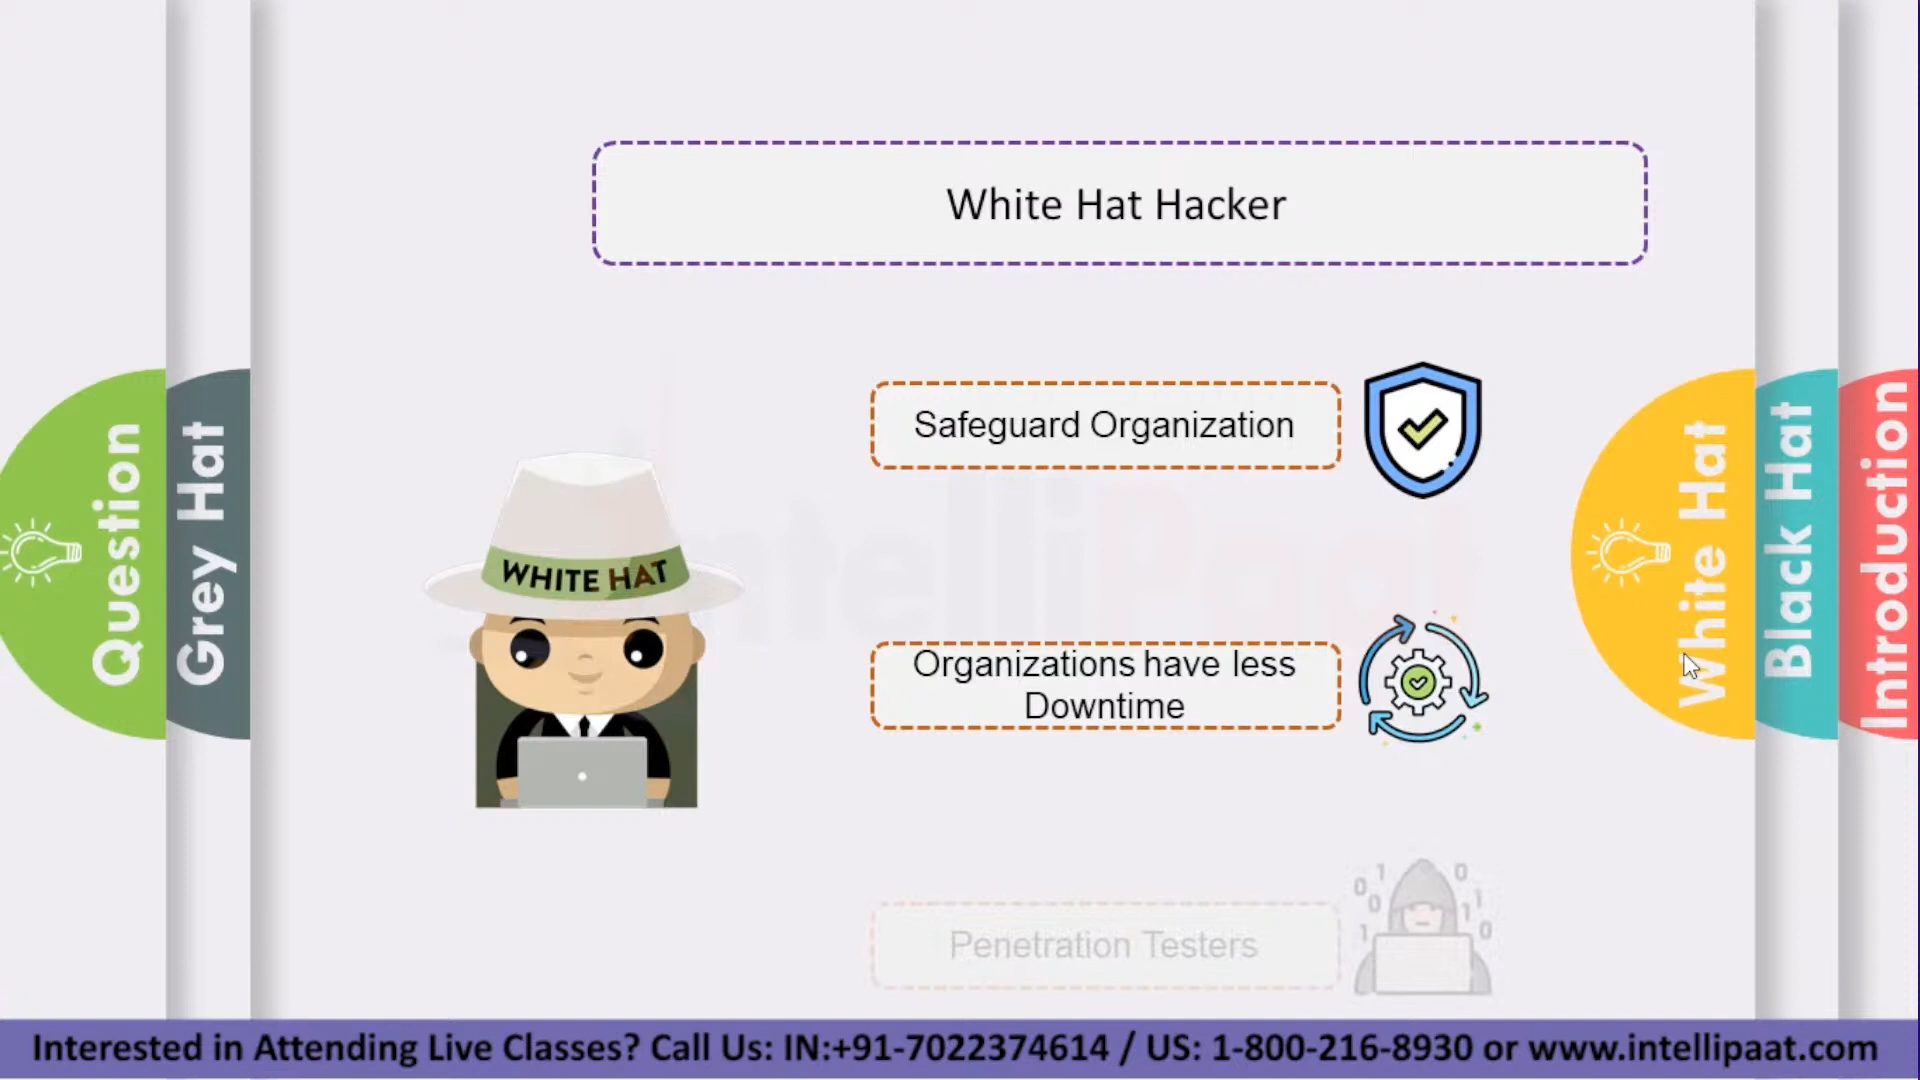 White Hat Hacker
Safeguard Organization
Organizations have less
Downtime
Penetration Testers
WHITE HAT
Question
Grey Hat
White Hat
Black Hat
Introduction
IntelliPaat
Interested in Attending Live Classes? Call Us: IN:+91-7022374614 / US: 1-800-216-8930 or www.intellipaat.com